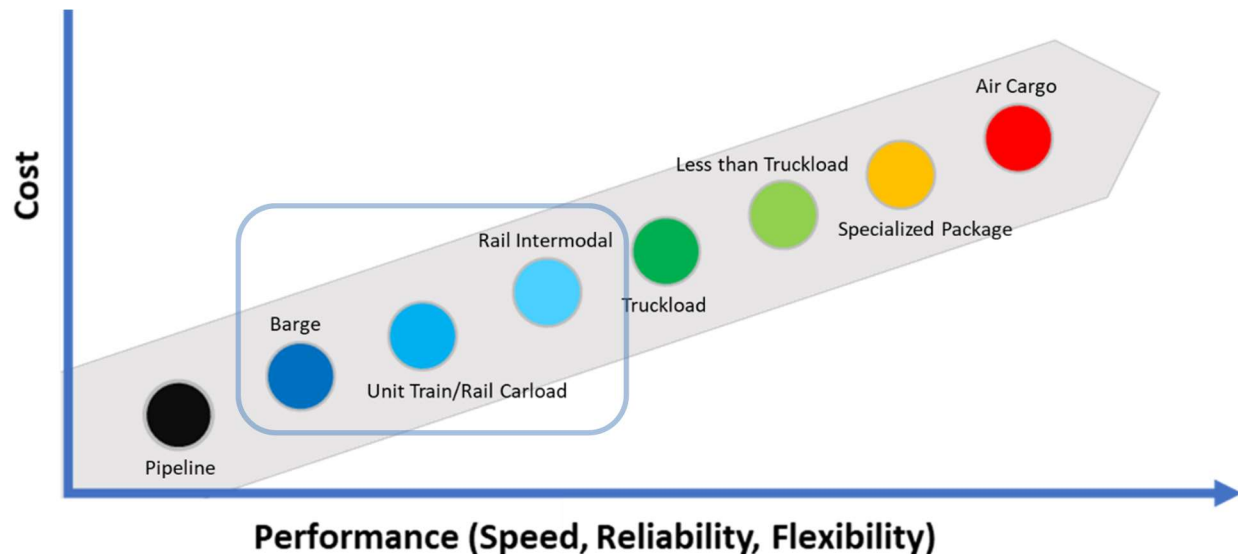 Cost
Air Cargo
Less than Truckload
Specialized Package
Rail Intermodal
Truckload
Barge
Unit Train/Rail Carload
Pipeline
Performance (Speed, Reliability, Flexibility)